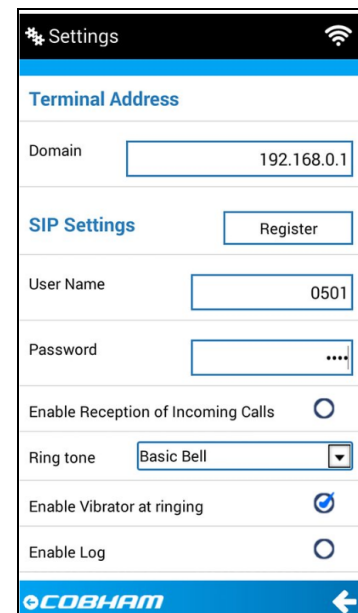 Settings
Terminal Address
Domain 192.168.0.1
SIP Settings Register
User Name 0501
Password ••••
Enable Reception of Incoming Calls
Ring tone Basic Bell
Enable Vibrator at ringing
Enable Log
COBHAM